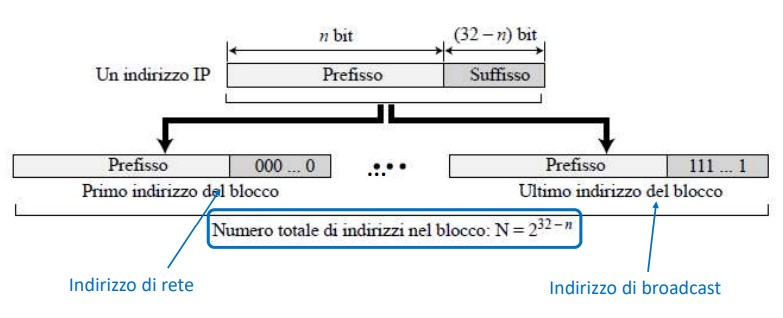 n bit (32 – n) bit
Un indirizzo IP Prefisso Suffisso
Prefisso 000 ... 0 ... Prefisso 111 ... 1
Primo indirizzo dal blocco Ultimo indirizzo del blocco
Numero totale di indirizzi nel blocco: N = 2^{32 – n}
Indirizzo di rete Indirizzo di broadcast